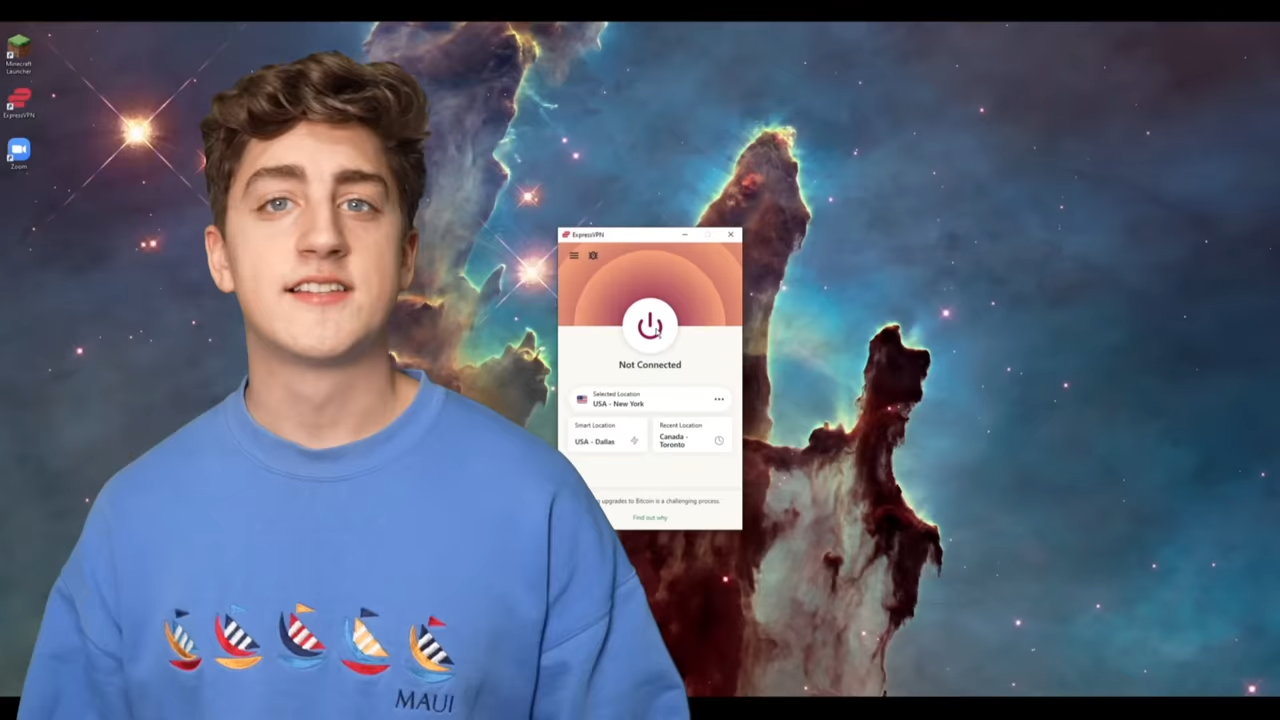 Minecraft
Launcher
ExpressVPN
Zoom
ExpressVPN
Not Connected
Selected Location
USA - New York
Smart Location
USA - Dallas
Recent Location
Canada -
Toronto
upgrades to Bitcoin is a challenging process.
Find out why
MAUI